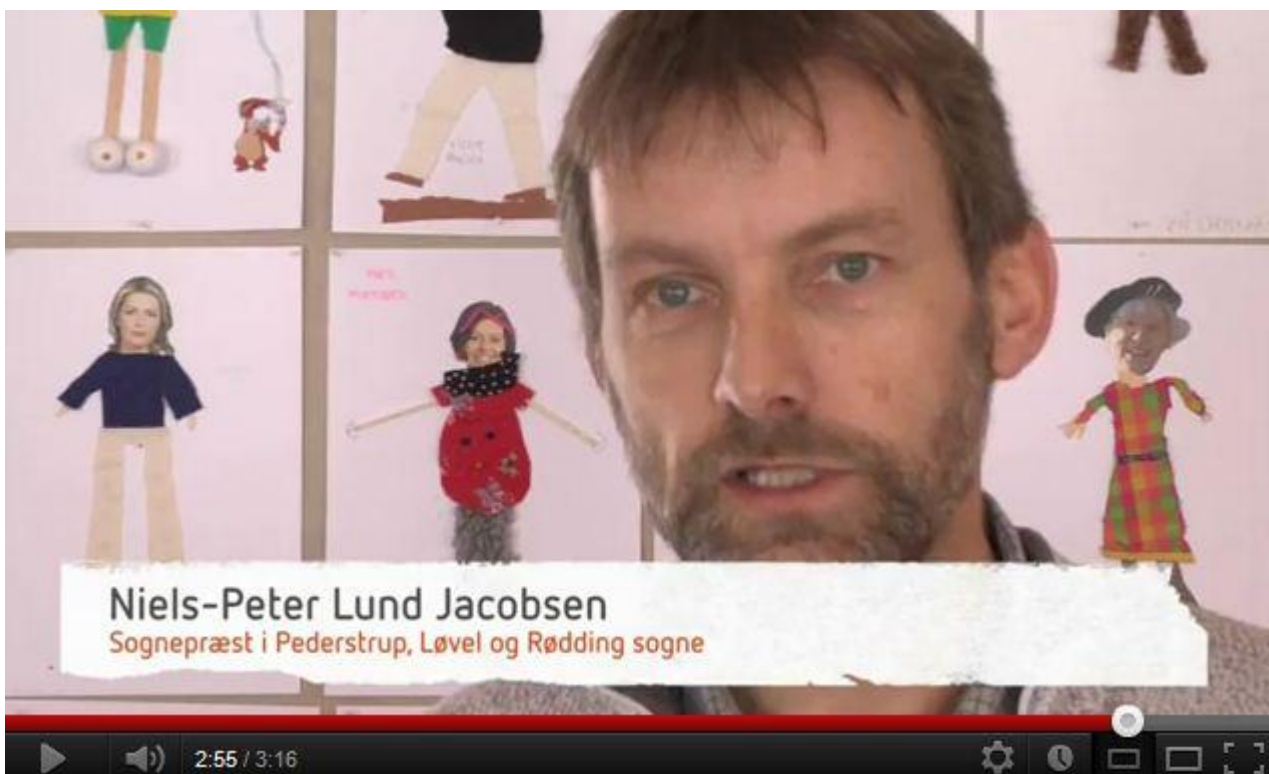 Niels-Peter Lund Jacobsen
Sognepræst i Pederstrup, Løvel og Rødding sogne
2:55 / 3:16